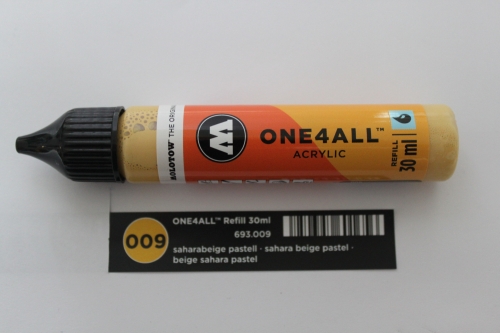 MOLOTOW THE ORIGINAL
ONE4ALL™
ACRYLIC
REFILL
30 ml
ONE4ALL™ Refill 30ml
693.009
009
saharabeige pastell · sahara beige pastel ·
beige sahara pastel